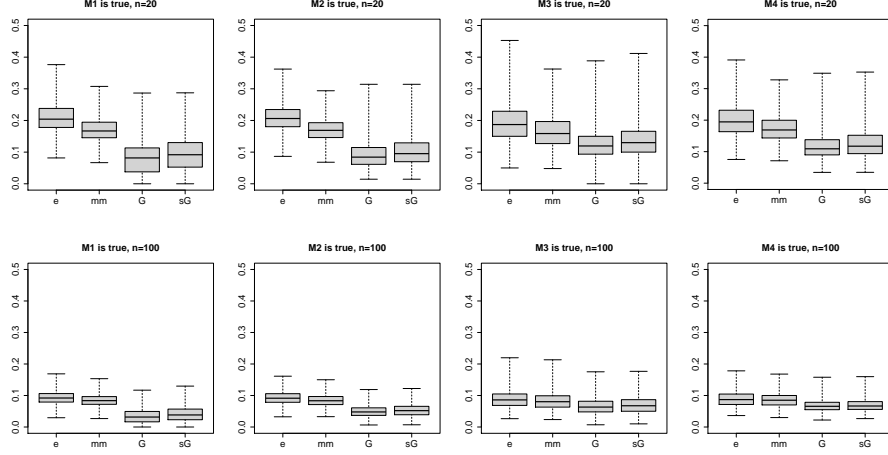 M1 is true, n=20
M2 is true, n=20
M3 is true, n=20
M4 is true, n=20
0.0 0.1 0.2 0.3 0.4 0.5
e mm G sG
0.0 0.1 0.2 0.3 0.4 0.5
e mm G sG
0.0 0.1 0.2 0.3 0.4 0.5
e mm G sG
0.0 0.1 0.2 0.3 0.4 0.5
e mm G sG
M1 is true, n=100
M2 is true, n=100
M3 is true, n=100
M4 is true, n=100
0.0 0.1 0.2 0.3 0.4 0.5
e mm G sG
0.0 0.1 0.2 0.3 0.4 0.5
e mm G sG
0.0 0.1 0.2 0.3 0.4 0.5
e mm G sG
0.0 0.1 0.2 0.3 0.4 0.5
e mm G sG